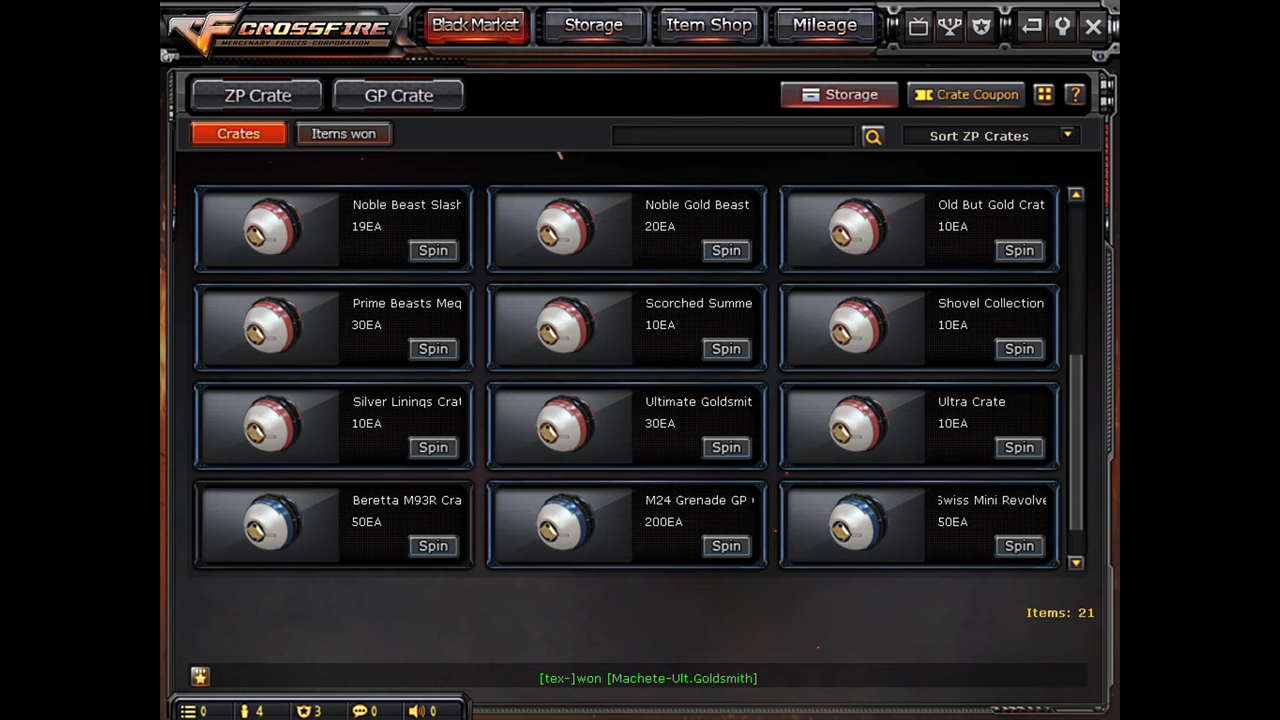 CROSSFIRE
MERCENARY FORCES CORPORATION
Black Market Storage Item Shop Mileage
ZP Crate GP Crate Storage Crate Coupon ?
Crates Items won Sort ZP Crates
Noble Beast Slash
19EA
Spin
Noble Gold Beast
20EA
Spin
Old But Gold Crat
10EA
Spin
Prime Beasts Meg
30EA
Spin
Scorched Summe
10EA
Spin
Shovel Collection
10EA
Spin
Silver Linings Crat
10EA
Spin
Ultimate Goldsmit
30EA
Spin
Ultra Crate
10EA
Spin
Beretta M93R Cra
50EA
Spin
M24 Grenade GP
200EA
Spin
Swiss Mini Revolve
50EA
Spin
Items: 21
[tex-]won [Machete-Ult.Goldsmith]
0 4 3 0 0